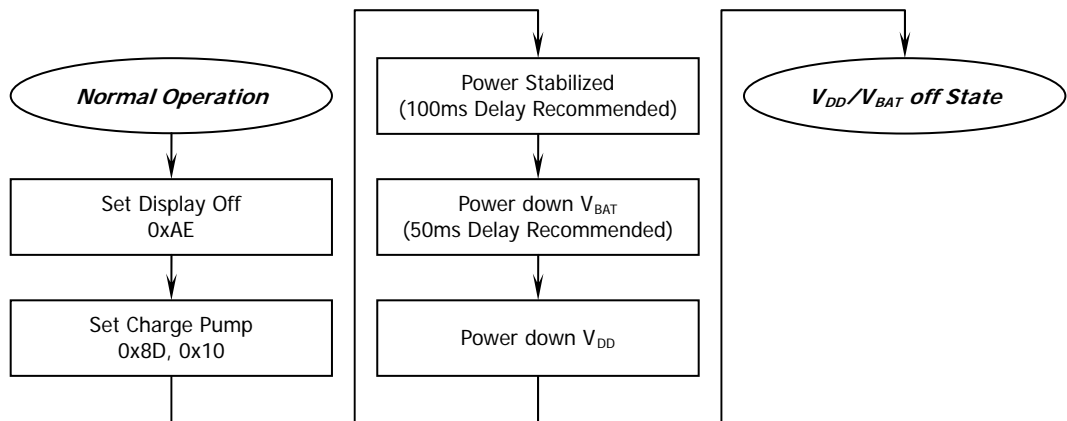 Normal Operation
Set Display Off
0xAE
Set Charge Pump
0x8D, 0x10
Power Stabilized
(100ms Delay Recommended)
Power down VBAT
(50ms Delay Recommended)
Power down VDD
VDD/VBAT off State